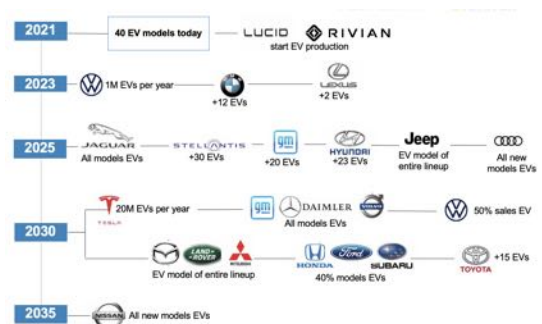 2021
40 EV models today
LUCID
RIVIAN
start EV production
2023
1M EVs per year
+12 EVs
LEXUS
+2 EVs
2025
JAGUAR
All models EVs
STELLANTIS
+30 EVs
gm
+20 EVs
HYUNDAI
+23 EVs
Jeep
EV model of
entire lineup
All new
models EVs
2030
TESLA
20M EVs per year
gm
DAIMLER
VOLVO
All models EVs
50% sales EV
LAND-
ROVER
MITSUBISHI
EV model of entire lineup
HONDA
Ford
SUBARU
40% models EVs
TOYOTA
+15 EVs
2035
NISSAN
All new models EVs